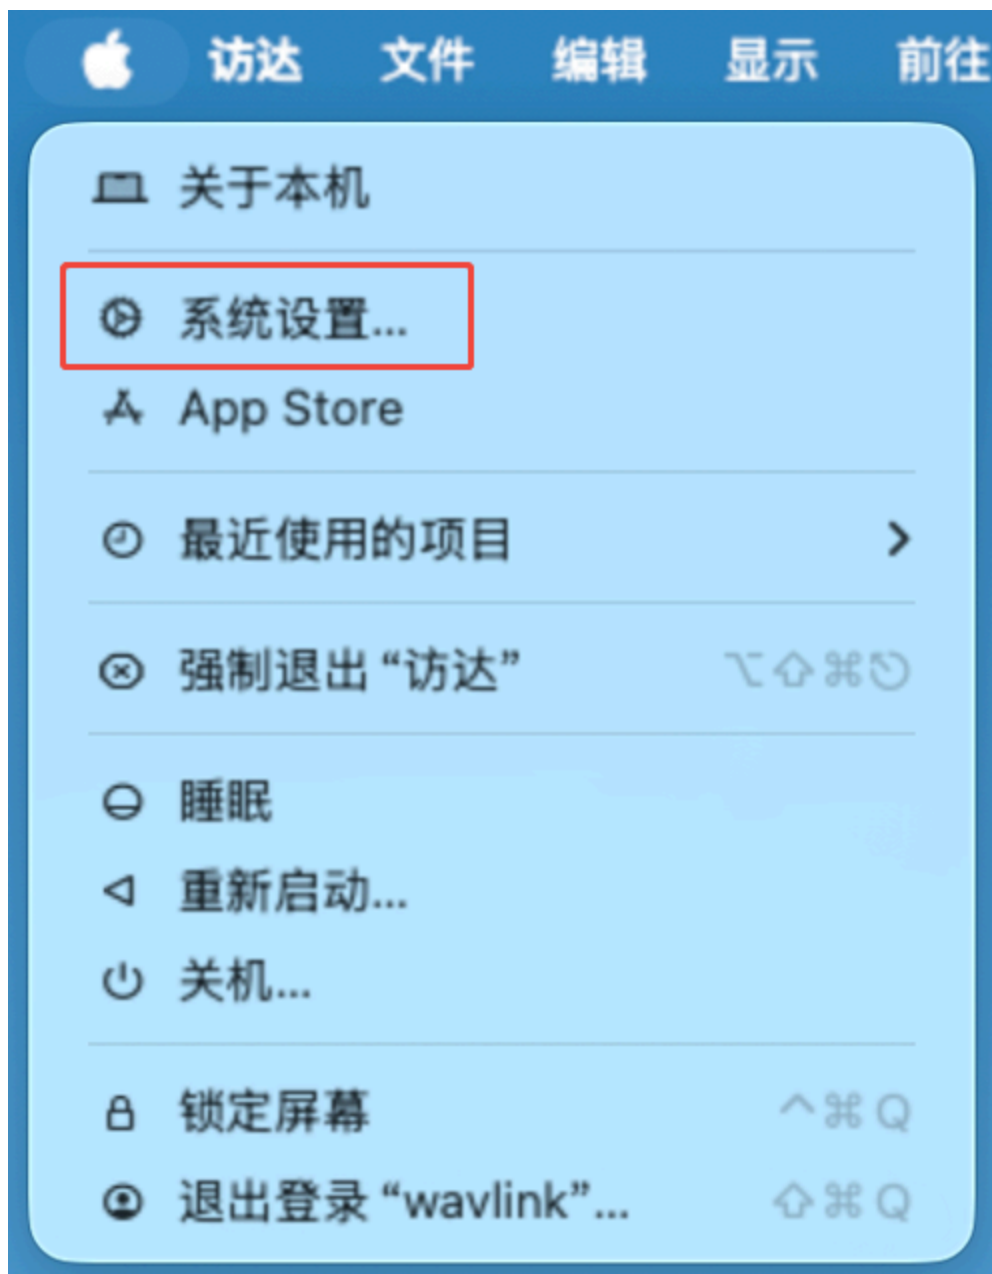 访达 文件 编辑 显示 前往
关于本机
系统设置...
App Store
最近使用的项目
强制退出“访达” ⌥⇧⌘⎋
睡眠
重新启动...
关机...
锁定屏幕 ^⌘Q
退出登录“wavlink”... ⇧⌘Q